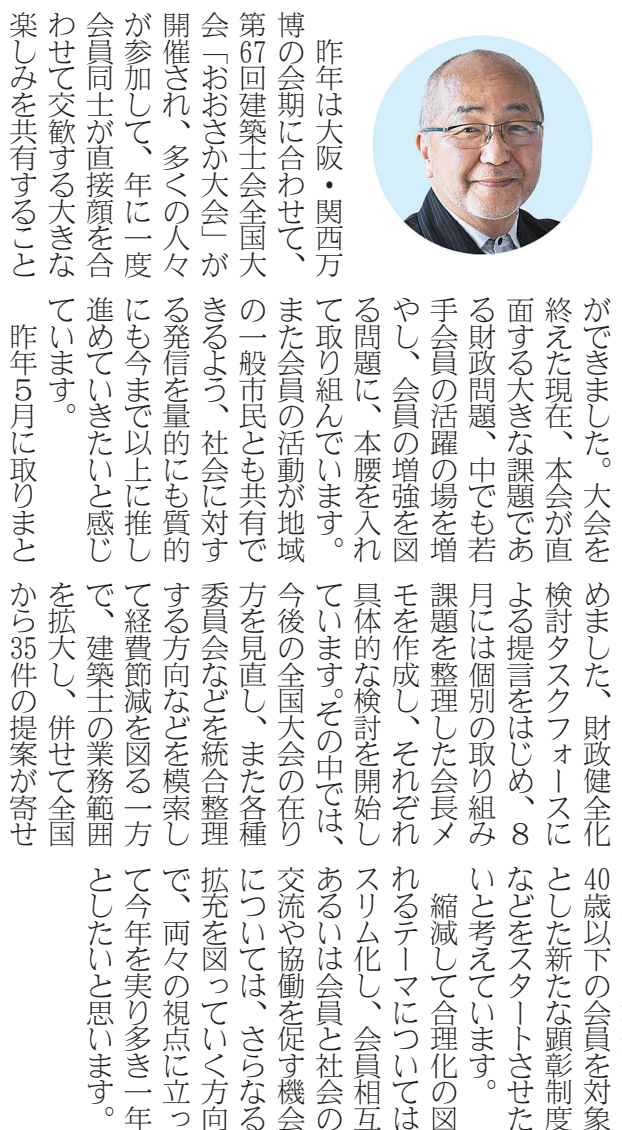 昨年は大阪・関西万
博の会期に合わせて、
第67回建築士会全国大
会「おおさか大会」が
開催され、多くの人々
が参加して、年に一度
会員同士が直接顔を合
わせて交歓する大きな
楽しみを共有すること
ができました。大会を
終えた現在、本会が直
面する大きな課題であ
る財政問題、中でも若
手会員の活躍の場を増
やし、会員の増強を図
る問題に、本腰を入れ
て取り組んでいます。
また会員の活動が地域
の一般市民とも共有で
きるよう、社会に対す
る発信を量的にも質的
にも今まで以上に推し
進めていきたいと感じ
ています。
昨年５月に取りまと
めました、財政健全化
検討タスクフォースに
よる提言をはじめ、８
月には個別の取り組み
課題を整理した会長メ
モを作成し、それぞれ
具体的な検討を開始し
ています。その中では、
今後の全国大会の在り
方を見直し、また各種
委員会などを統合整理
する方向などを模索し
て経費節減を図る一方
で、建築士の業務範囲
を拡大し、併せて全国
から35件の提案が寄せ
40歳以下の会員を対象
とした新たな顕彰制度
などをスタートさせた
いと考えています。
縮減して合理化の図
れるテーマについては
スリム化し、会員相互
あるいは会員と社会の
交流や協働を促す機会
については、さらなる
拡充を図っていく方向
で、両々の視点に立っ
て今年を実り多き一年
としたいと思います。